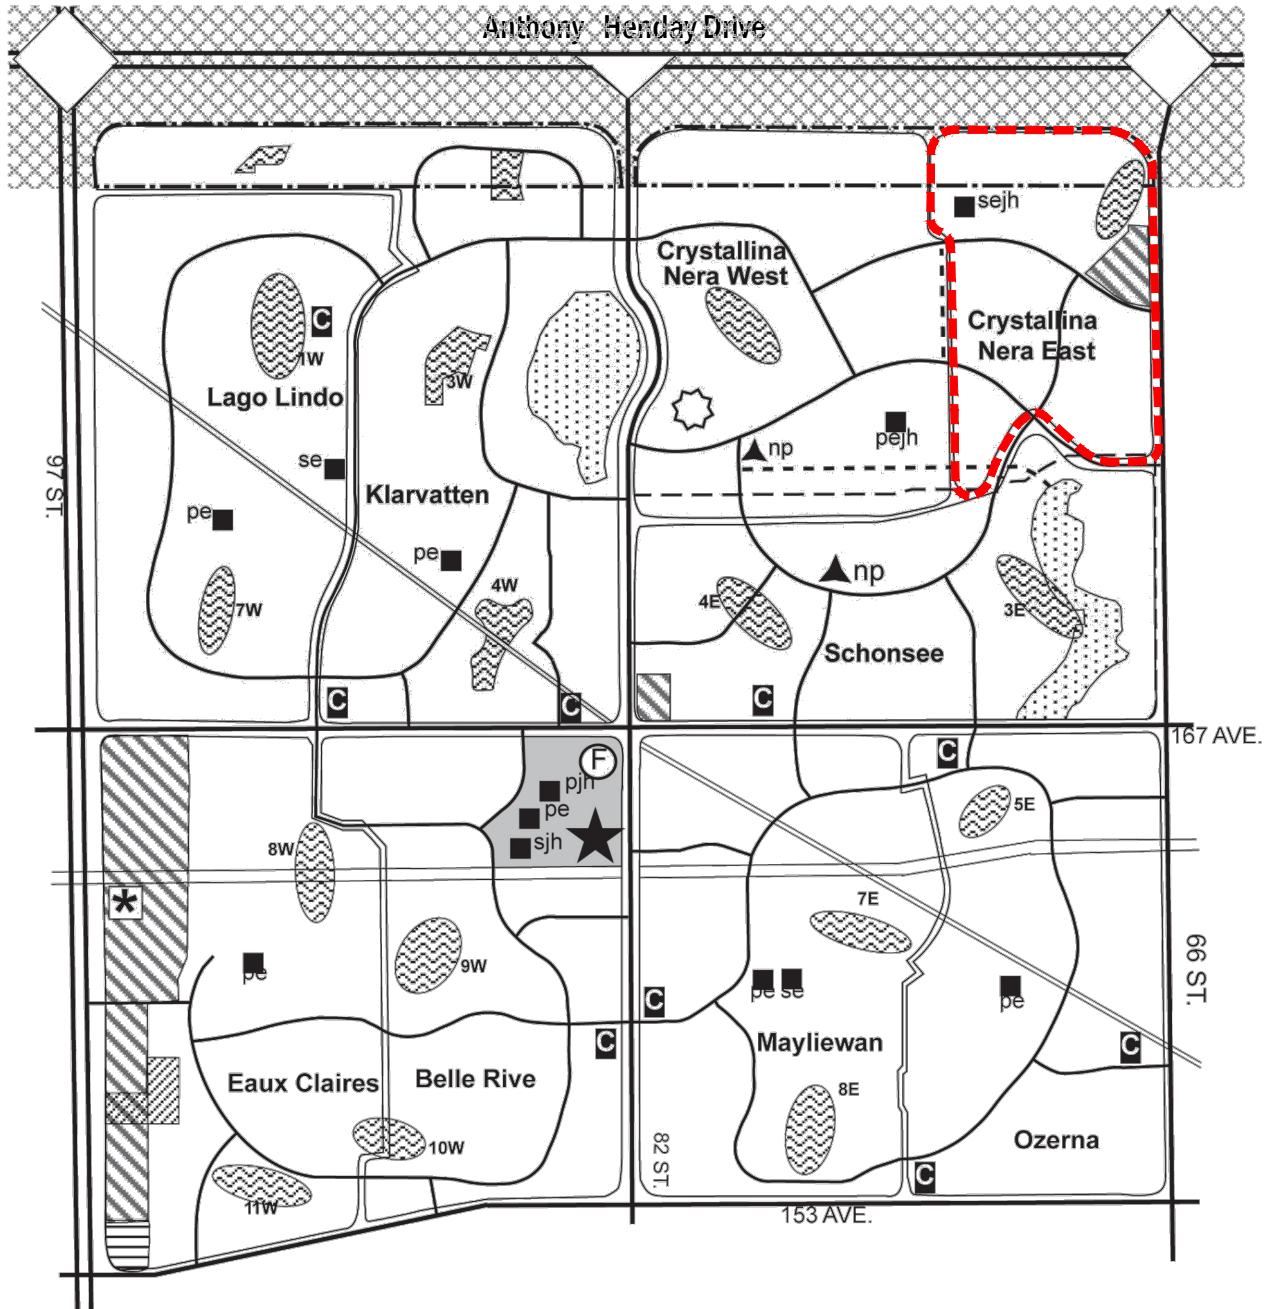 Anthony Henday Drive
sejh
Crystallina
Nera West
Crystallina
Nera East
C
1W
3W
Lago Lindo
pejh
np
97 ST.
se
Klarvatten
pe
pe
np
4W
7W
4E
3E
Schonsee
C
C
C
167 AVE.
F
C
pjh
pe
sjh
5E
8W
*
7E
9W
pe
66 ST.
pe se
pe
C
C
Mayliewan
C
Eaux Claires
Belle Rive
8E
10W
82 ST.
Ozerna
C
11W
153 AVE.